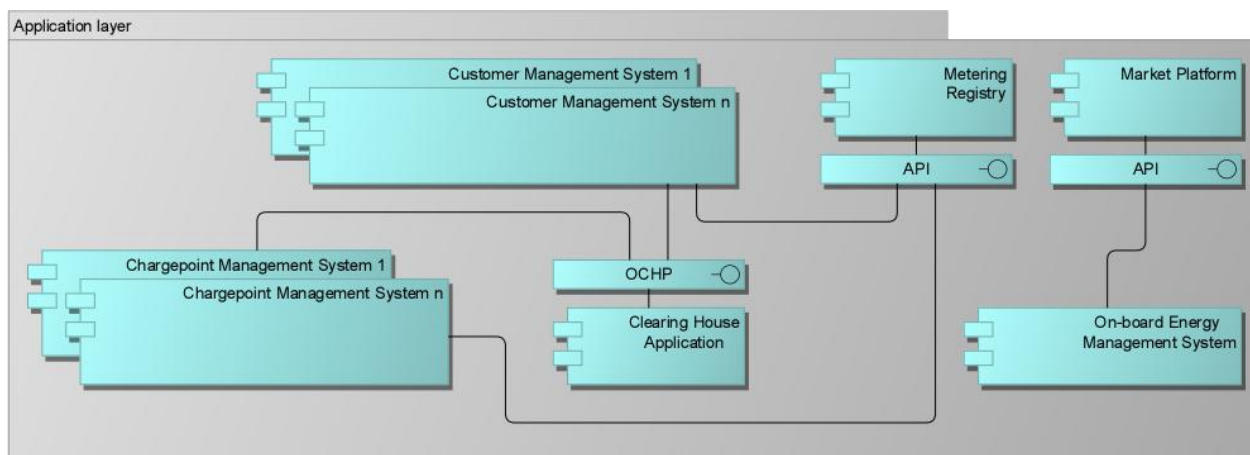 Application layer
Customer Management System 1
Customer Management System n
Metering
Registry
Market Platform
API
API
Chargepoint Management System 1
Chargepoint Management System n
OCHP
Clearing House
Application
On-board Energy
Management System